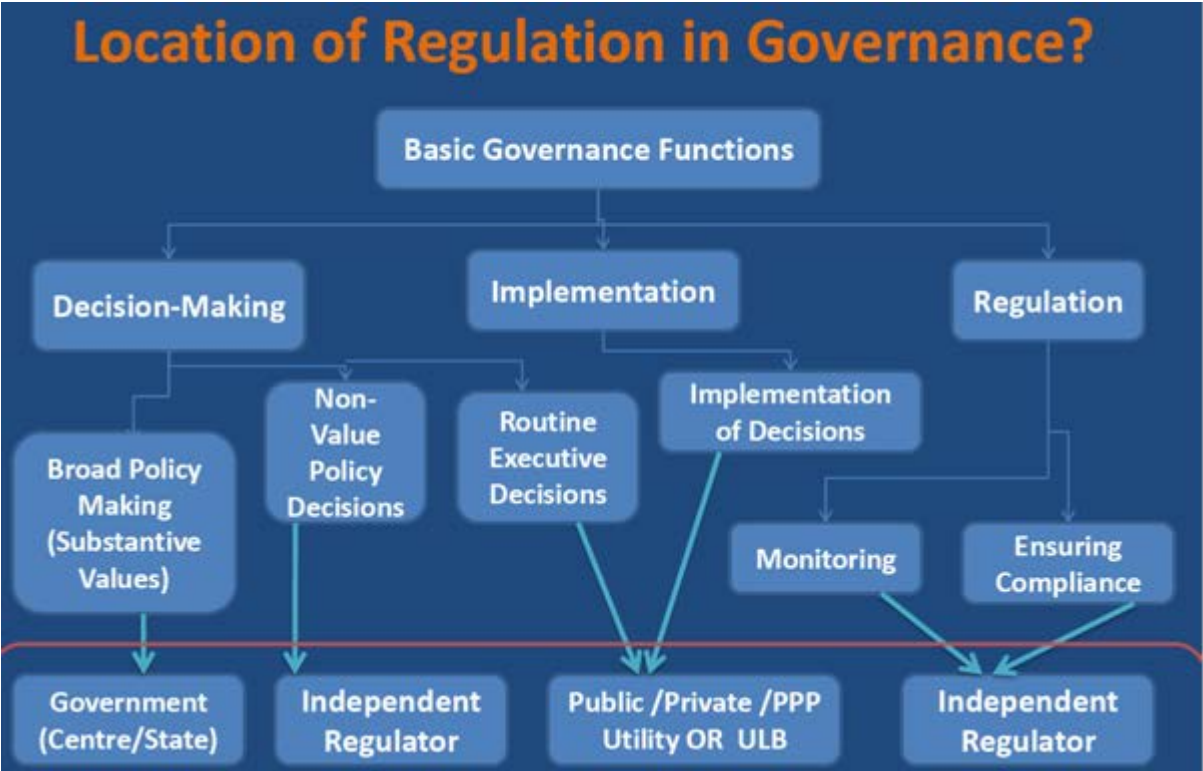 Location of Regulation in Governance?
Basic Governance Functions
Decision-Making
Implementation
Regulation
Broad Policy
Making
(Substantive
Values)
Non-
Value
Policy
Decisions
Routine
Executive
Decisions
Implementation
of Decisions
Monitoring
Ensuring
Compliance
Government
(Centre/State)
Independent
Regulator
Public /Private /PPP
Utility OR ULB
Independent
Regulator